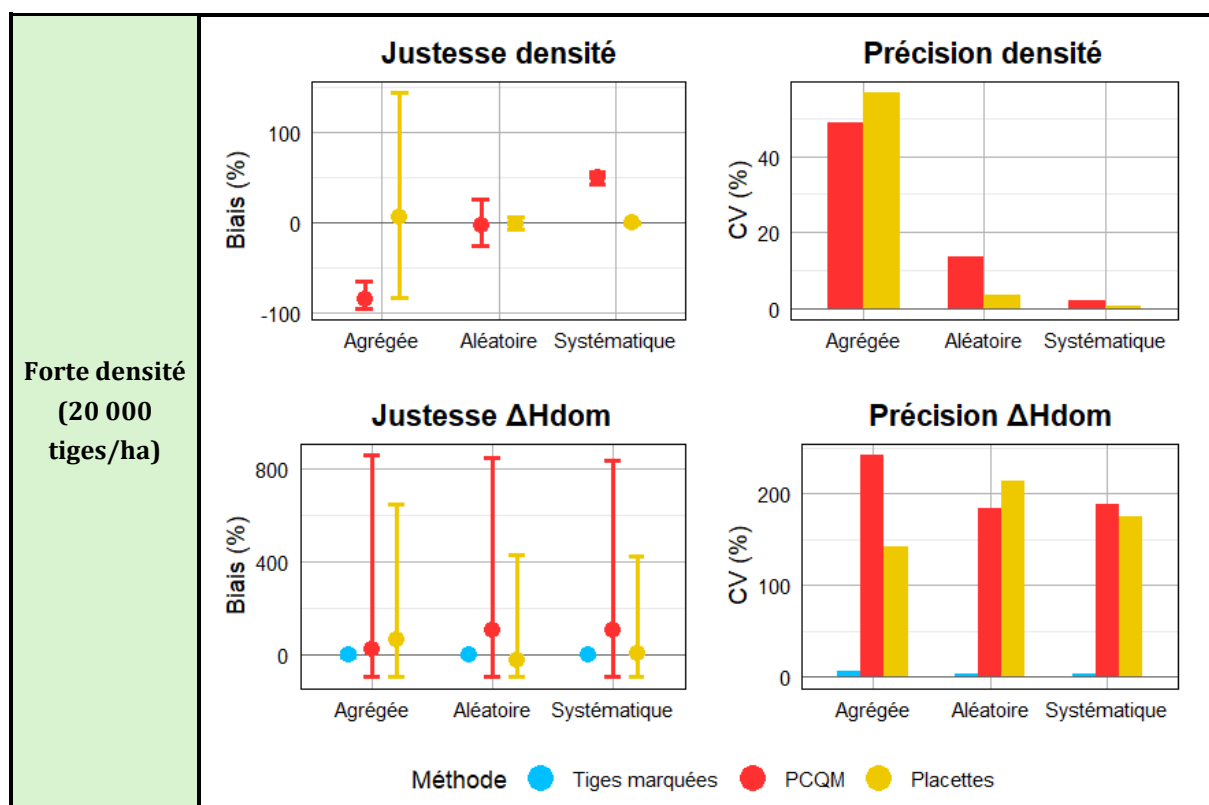 Forte densité
(20 000
tiges/ha)
Justesse densité
Biais (%)
100
0
-100
Agrégée Aléatoire Systématique
Précision densité
CV (%)
40
20
0
Agrégée Aléatoire Systématique
Justesse ΔHdom
Biais (%)
800
400
0
Agrégée Aléatoire Systématique
Précision ΔHdom
CV (%)
200
100
0
Agrégée Aléatoire Systématique
Méthode Tiges marquées PCQM Placettes